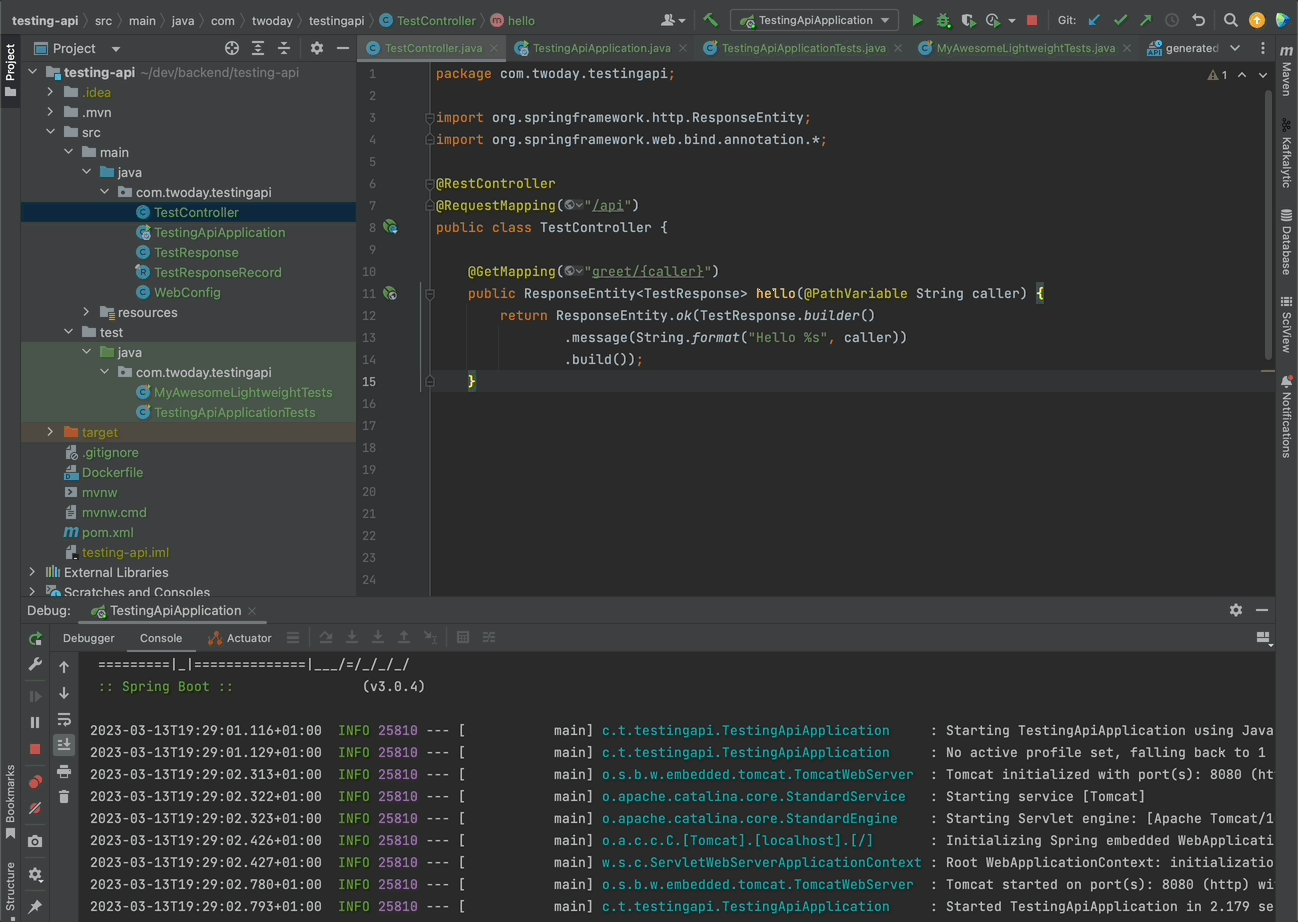 testing-api › src › main › java › com › twoday › testingapi › TestController › hello
TestingApiApplication
Git:
Project
TestController.java
TestingApiApplication.java
TestingApiApplicationTests.java
MyAwesomeLightweightTests.java
generated
Project
Bookmarks
Structure
testing-api ~/dev/backend/testing-api
.idea
.mvn
src
main
java
com.twoday.testingapi
TestController
TestingApiApplication
TestResponse
TestResponseRecord
WebConfig
resources
test
java
com.twoday.testingapi
MyAwesomeLightweightTests
TestingApiApplicationTests
target
.gitignore
Dockerfile
mvnw
mvnw.cmd
pom.xml
testing-api.iml
External Libraries
Scratches and Consoles
1 package com.twoday.testingapi;
2
3 import org.springframework.http.ResponseEntity;
4 import org.springframework.web.bind.annotation.*;
5
6 @RestController
7 @RequestMapping("/api")
8 public class TestController {
9
10 @GetMapping("greet/{caller}")
11 public ResponseEntity<TestResponse> hello(@PathVariable String caller) {
12 return ResponseEntity.ok(TestResponse.builder()
13 .message(String.format("Hello %s", caller))
14 .build());
15 }
16
17
18
19
20
21
22
23
24
1
Maven
Kafkalytic
Database
SciView
Notifications
Debug: TestingApiApplication
Debugger Console Actuator
=========|_|==============|___/=/_/_/_/
:: Spring Boot :: (v3.0.4)
2023-03-13T19:29:01.116+01:00 INFO 25810 --- [ main] c.t.testingapi.TestingApiApplication : Starting TestingApiApplication using Java
2023-03-13T19:29:01.129+01:00 INFO 25810 --- [ main] c.t.testingapi.TestingApiApplication : No active profile set, falling back to 1
2023-03-13T19:29:02.313+01:00 INFO 25810 --- [ main] o.s.b.w.embedded.tomcat.TomcatWebServer : Tomcat initialized with port(s): 8080 (ht
2023-03-13T19:29:02.322+01:00 INFO 25810 --- [ main] o.apache.catalina.core.StandardService : Starting service [Tomcat]
2023-03-13T19:29:02.323+01:00 INFO 25810 --- [ main] o.apache.catalina.core.StandardEngine : Starting Servlet engine: [Apache Tomcat/1
2023-03-13T19:29:02.426+01:00 INFO 25810 --- [ main] o.a.c.c.C.[Tomcat].[localhost].[/] : Initializing Spring embedded WebApplicati
2023-03-13T19:29:02.427+01:00 INFO 25810 --- [ main] w.s.c.ServletWebServerApplicationContext : Root WebApplicationContext: initializatio
2023-03-13T19:29:02.780+01:00 INFO 25810 --- [ main] o.s.b.w.embedded.tomcat.TomcatWebServer : Tomcat started on port(s): 8080 (http) wi
2023-03-13T19:29:02.793+01:00 INFO 25810 --- [ main] c.t.testingapi.TestingApiApplication : Started TestingApiApplication in 2.179 se